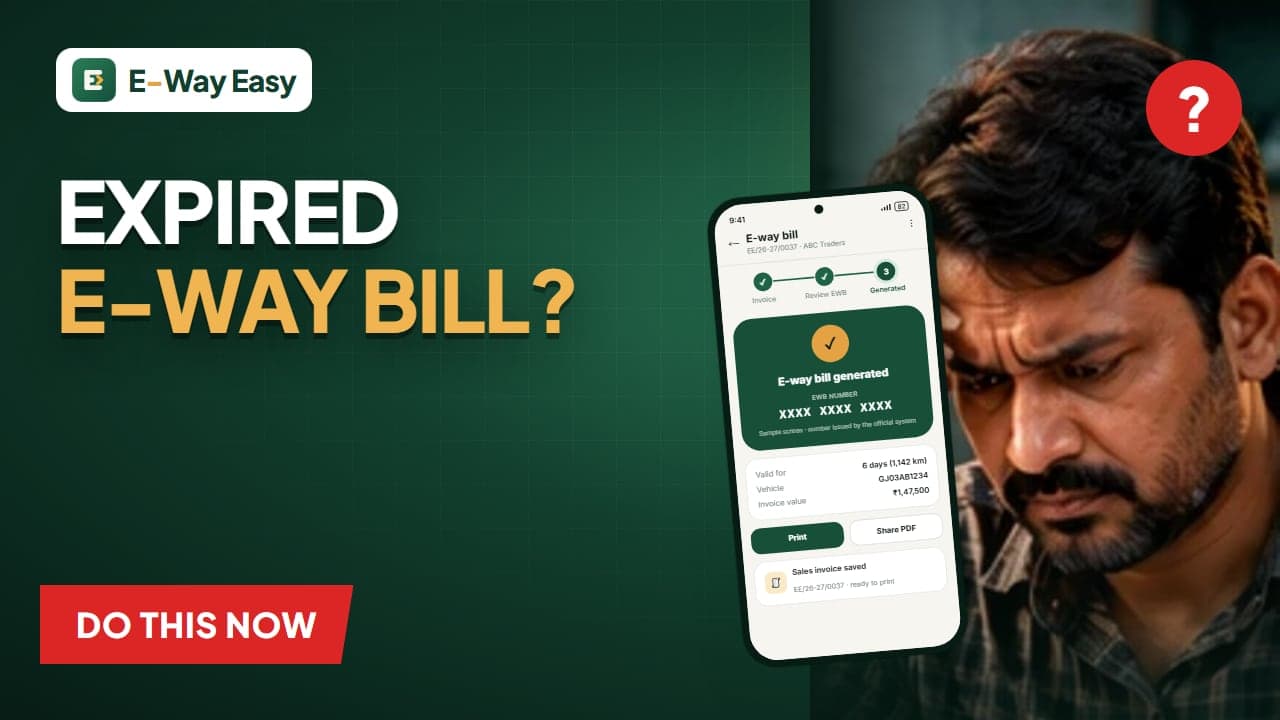 E-Way Easy
EXPIRED
E-WAY BILL?
DO THIS NOW
?
9:41
82
E-way bill
EE/26-27/0037 · ABC Traders
3
Invoice
Review EWB
Generated
E-way bill generated
EWB NUMBER
XXXX XXXX XXXX
Sample screen · number issued by the official system
Valid for
6 days (1,142 km)
Vehicle
GJ03AB1234
Invoice value
₹1,47,500
Print
Share PDF
Sales invoice saved
EE/26-27/0037 · ready to print